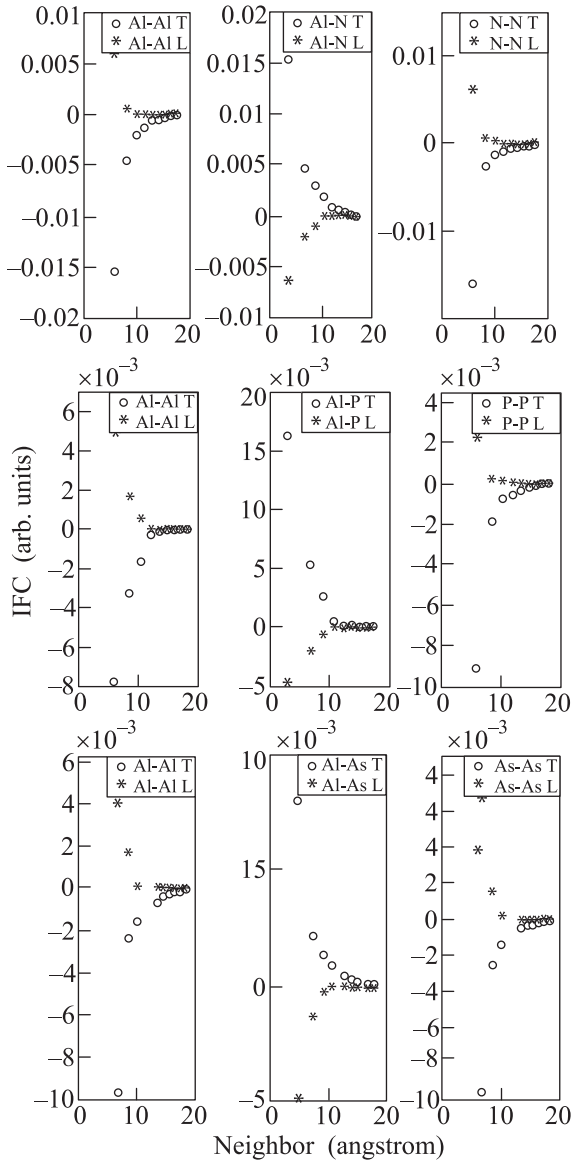 Al-Al T
Al-Al L
0.01
0.005
0
−0.005
−0.01
−0.015
−0.02
0 10 20
Al-N T
Al-N L
0.02
0.015
0.01
0.005
0
−0.005
0.01
0 10 20
N-N T
N-N L
0.01
0
−0.01
0 10 20
×10−3
Al-Al T
Al-Al L
6
4
2
0
−2
−4
−6
−8
0 10 20
×10−3
Al-P T
Al-P L
20
15
10
5
0
−5
0 10 20
×10−3
P-P T
P-P L
4
2
0
−2
−4
−6
−8
−10
0 10 20
×10−3
Al-Al T
Al-Al L
6
4
2
0
−2
−4
−6
−8
−10
0 10 20
×10−3
Al-As T
Al-As L
10
15
0
−5
0 10 20
×10−3
As-As T
As-As L
4
2
4
2
0
−2
−4
−6
−8
−10
0 10 20
IFC (arb. units)
Neighbor (angstrom)